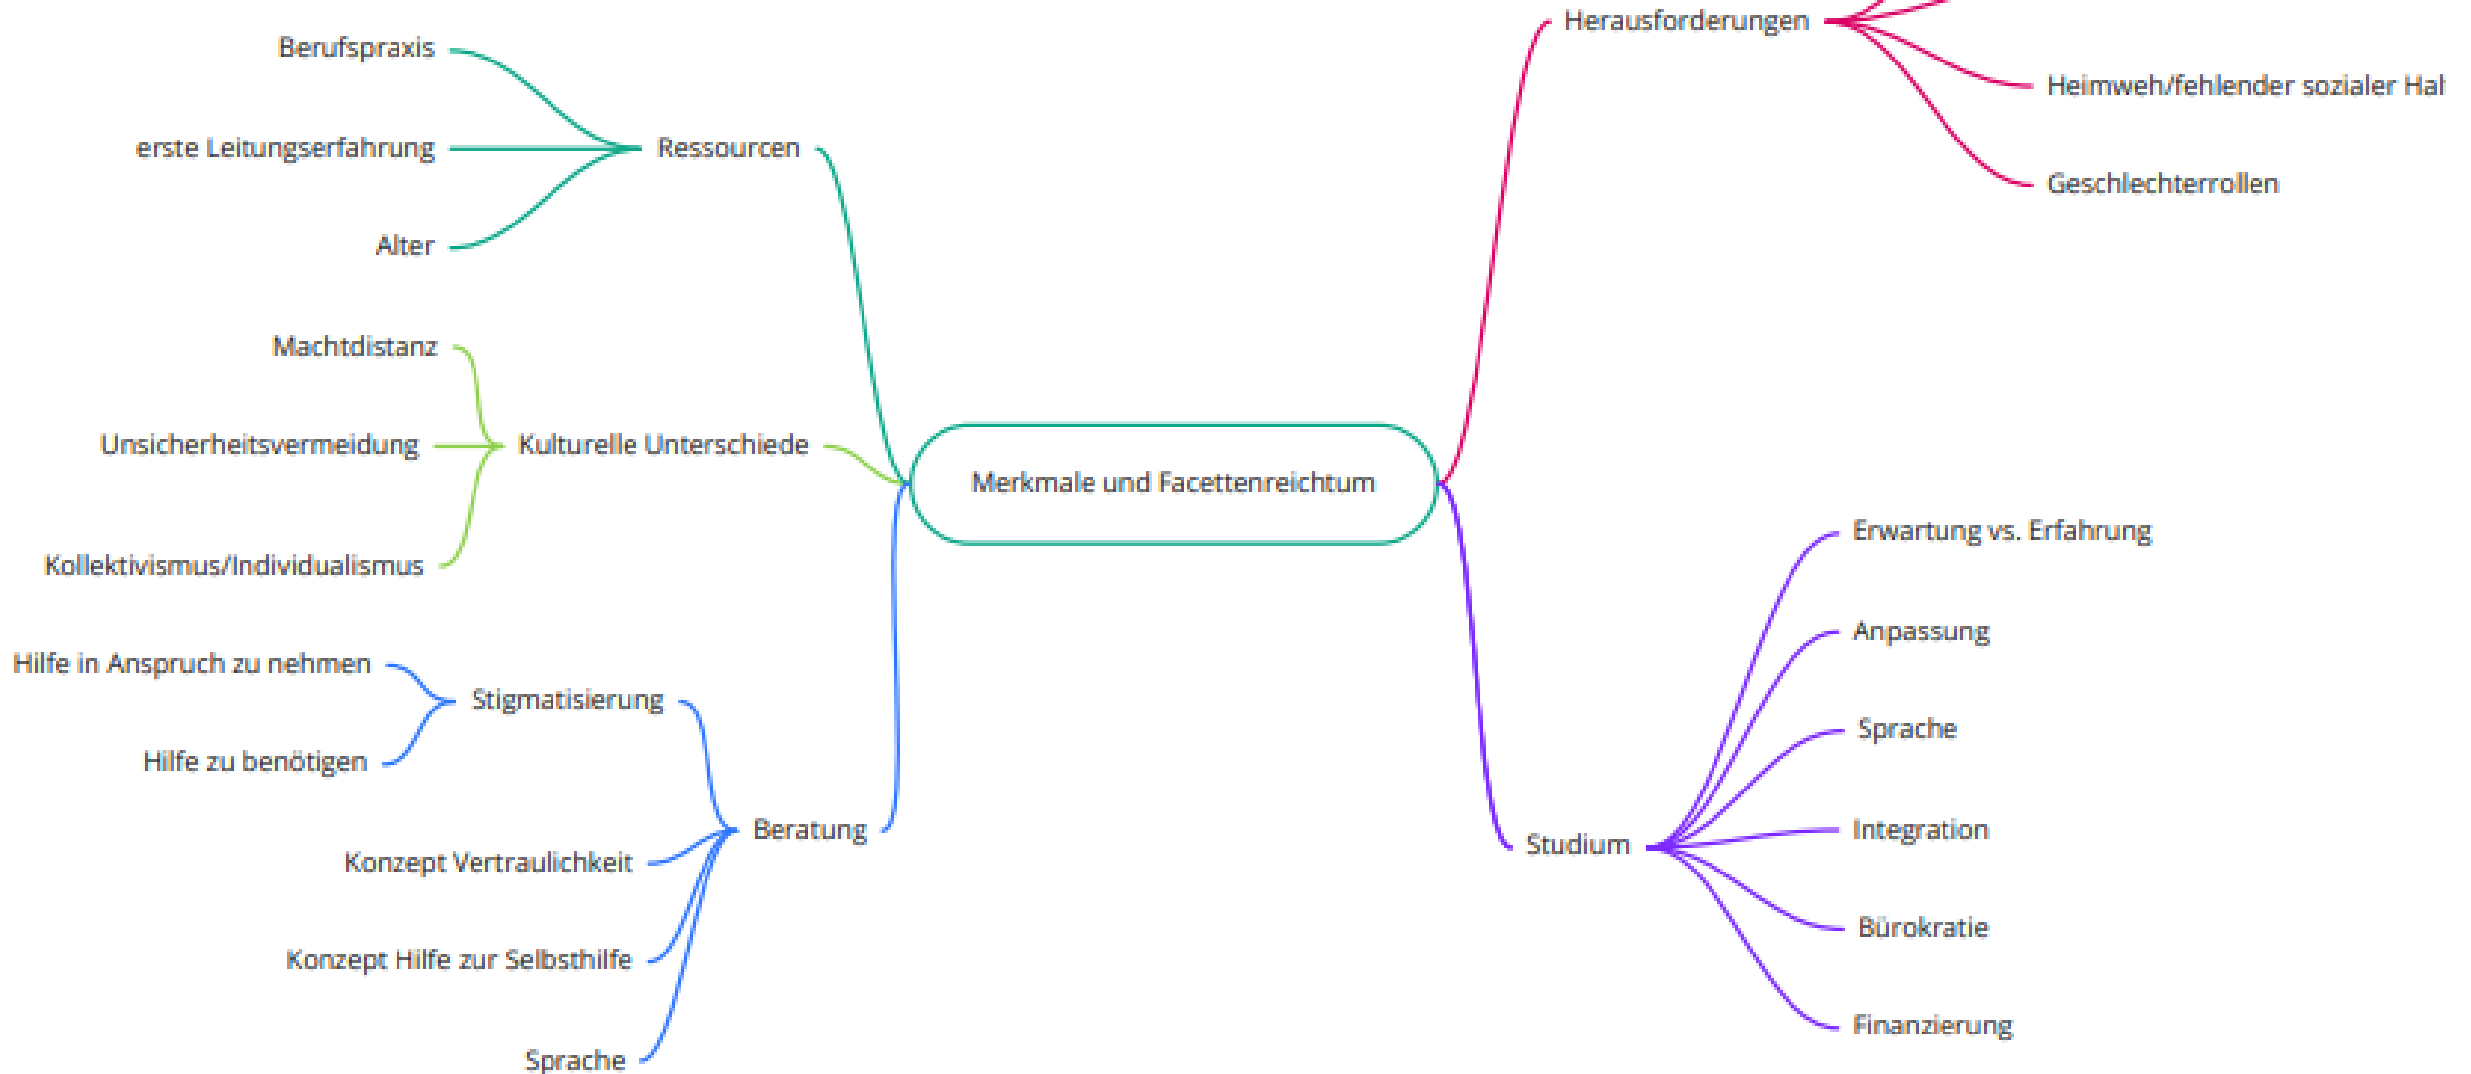 Berufspraxis
erste Leitungserfahrung
Ressourcen
Alter
Machtdistanz
Unsicherheitsvermeidung
Kulturelle Unterschiede
Kollektivismus/Individualismus
Hilfe in Anspruch zu nehmen
Stigmatisierung
Hilfe zu benötigen
Beratung
Konzept Vertraulichkeit
Konzept Hilfe zur Selbsthilfe
Sprache
Merkmale und Facettenreichtum
Herausforderungen
Heimweh/fehlender sozialer
Geschlechterrollen
Erwartung vs. Erfahrung
Anpassung
Sprache
Integration
Studium
Bürokratie
Finanzierung